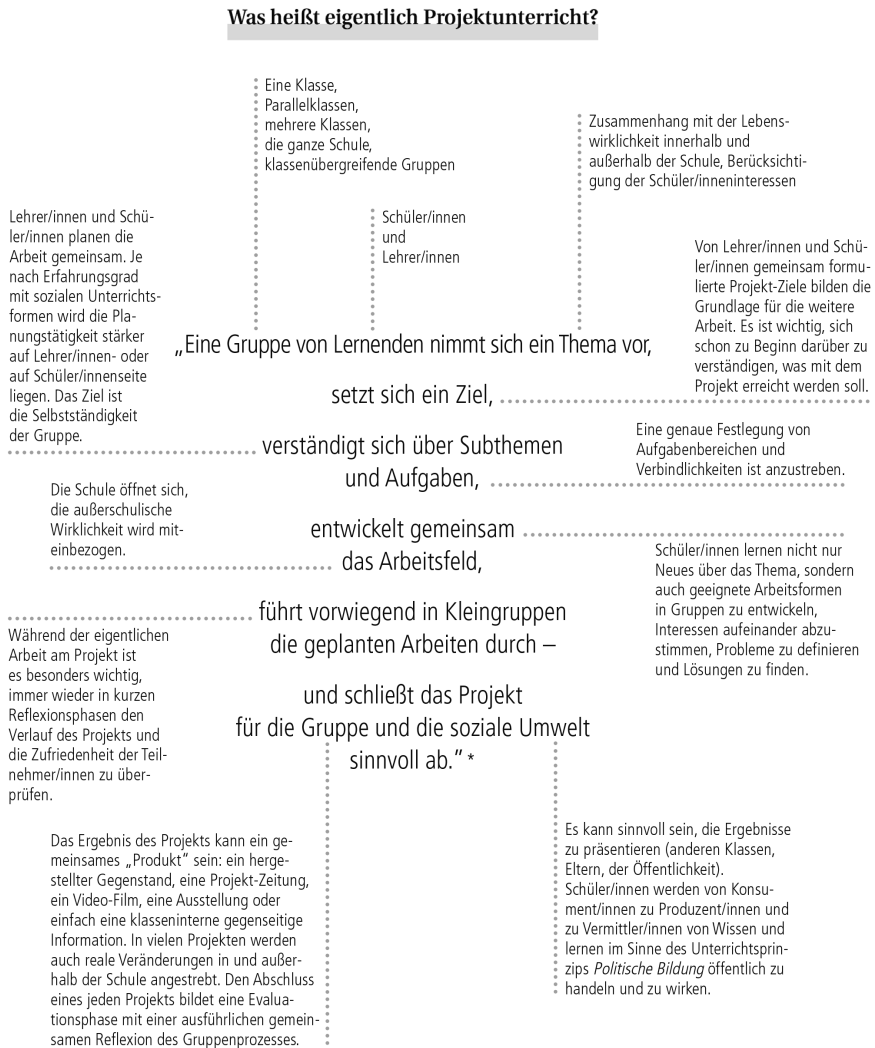 Was heißt eigentlich Projektunterricht?
Eine Klasse,
Parallelklassen,
mehrere Klassen,
die ganze Schule,
klassenübergreifende Gruppen
Zusammenhang mit der Lebens-
wirklichkeit innerhalb und
außerhalb der Schule, Berücksichti-
gung der Schüler/inneninteressen
Schüler/innen
und
Lehrer/innen
Lehrer/innen und Schü-
ler/innen planen die
Arbeit gemeinsam. Je
nach Erfahrungsgrad
mit sozialen Unterrichts-
formen wird die Pla-
nungstätigkeit stärker
auf Lehrer/innen- oder
auf Schüler/innenseite
liegen. Das Ziel ist
die Selbstständigkeit
der Gruppe.
Von Lehrer/innen und Schü-
ler/innen gemeinsam formu-
lierte Projekt-Ziele bilden die
Grundlage für die weitere
Arbeit. Es ist wichtig, sich
schon zu Beginn darüber zu
verständigen, was mit dem
Projekt erreicht werden soll.
„Eine Gruppe von Lernenden nimmt sich ein Thema vor,
setzt sich ein Ziel,
verständigt sich über Subthemen
und Aufgaben,
Eine genaue Festlegung von
Aufgabenbereichen und
Verbindlichkeiten ist anzustreben.
Die Schule öffnet sich,
die außerschulische
Wirklichkeit wird mit-
einbezogen.
entwickelt gemeinsam
das Arbeitsfeld,
Schüler/innen lernen nicht nur
Neues über das Thema, sondern
auch geeignete Arbeitsformen
in Gruppen zu entwickeln,
Interessen aufeinander abzu-
stimmen, Probleme zu definieren
und Lösungen zu finden.
führt vorwiegend in Kleingruppen
die geplanten Arbeiten durch –
Während der eigentlichen
Arbeit am Projekt ist
es besonders wichtig,
immer wieder in kurzen
Reflexionsphasen den
Verlauf des Projekts und
die Zufriedenheit der Teil-
nehmer/innen zu über-
prüfen.
und schließt das Projekt
für die Gruppe und die soziale Umwelt
sinnvoll ab.” *
Das Ergebnis des Projekts kann ein ge-
meinsames „Produkt“ sein: ein herge-
stellter Gegenstand, eine Projekt-Zeitung,
ein Video-Film, eine Ausstellung oder
einfach eine klasseninterne gegenseitige
Information. In vielen Projekten werden
auch reale Veränderungen in und außer-
halb der Schule angestrebt. Den Abschluss
eines jeden Projekts bildet eine Evalua-
tionsphase mit einer ausführlichen gemein-
samen Reflexion des Gruppenprozesses.
Es kann sinnvoll sein, die Ergebnisse
zu präsentieren (anderen Klassen,
Eltern, der Öffentlichkeit).
Schüler/innen werden von Konsu-
ment/innen zu Produzent/innen und
zu Vermittler/innen von Wissen und
lernen im Sinne des Unterrichtsprin-
zips Politische Bildung öffentlich zu
handeln und zu wirken.